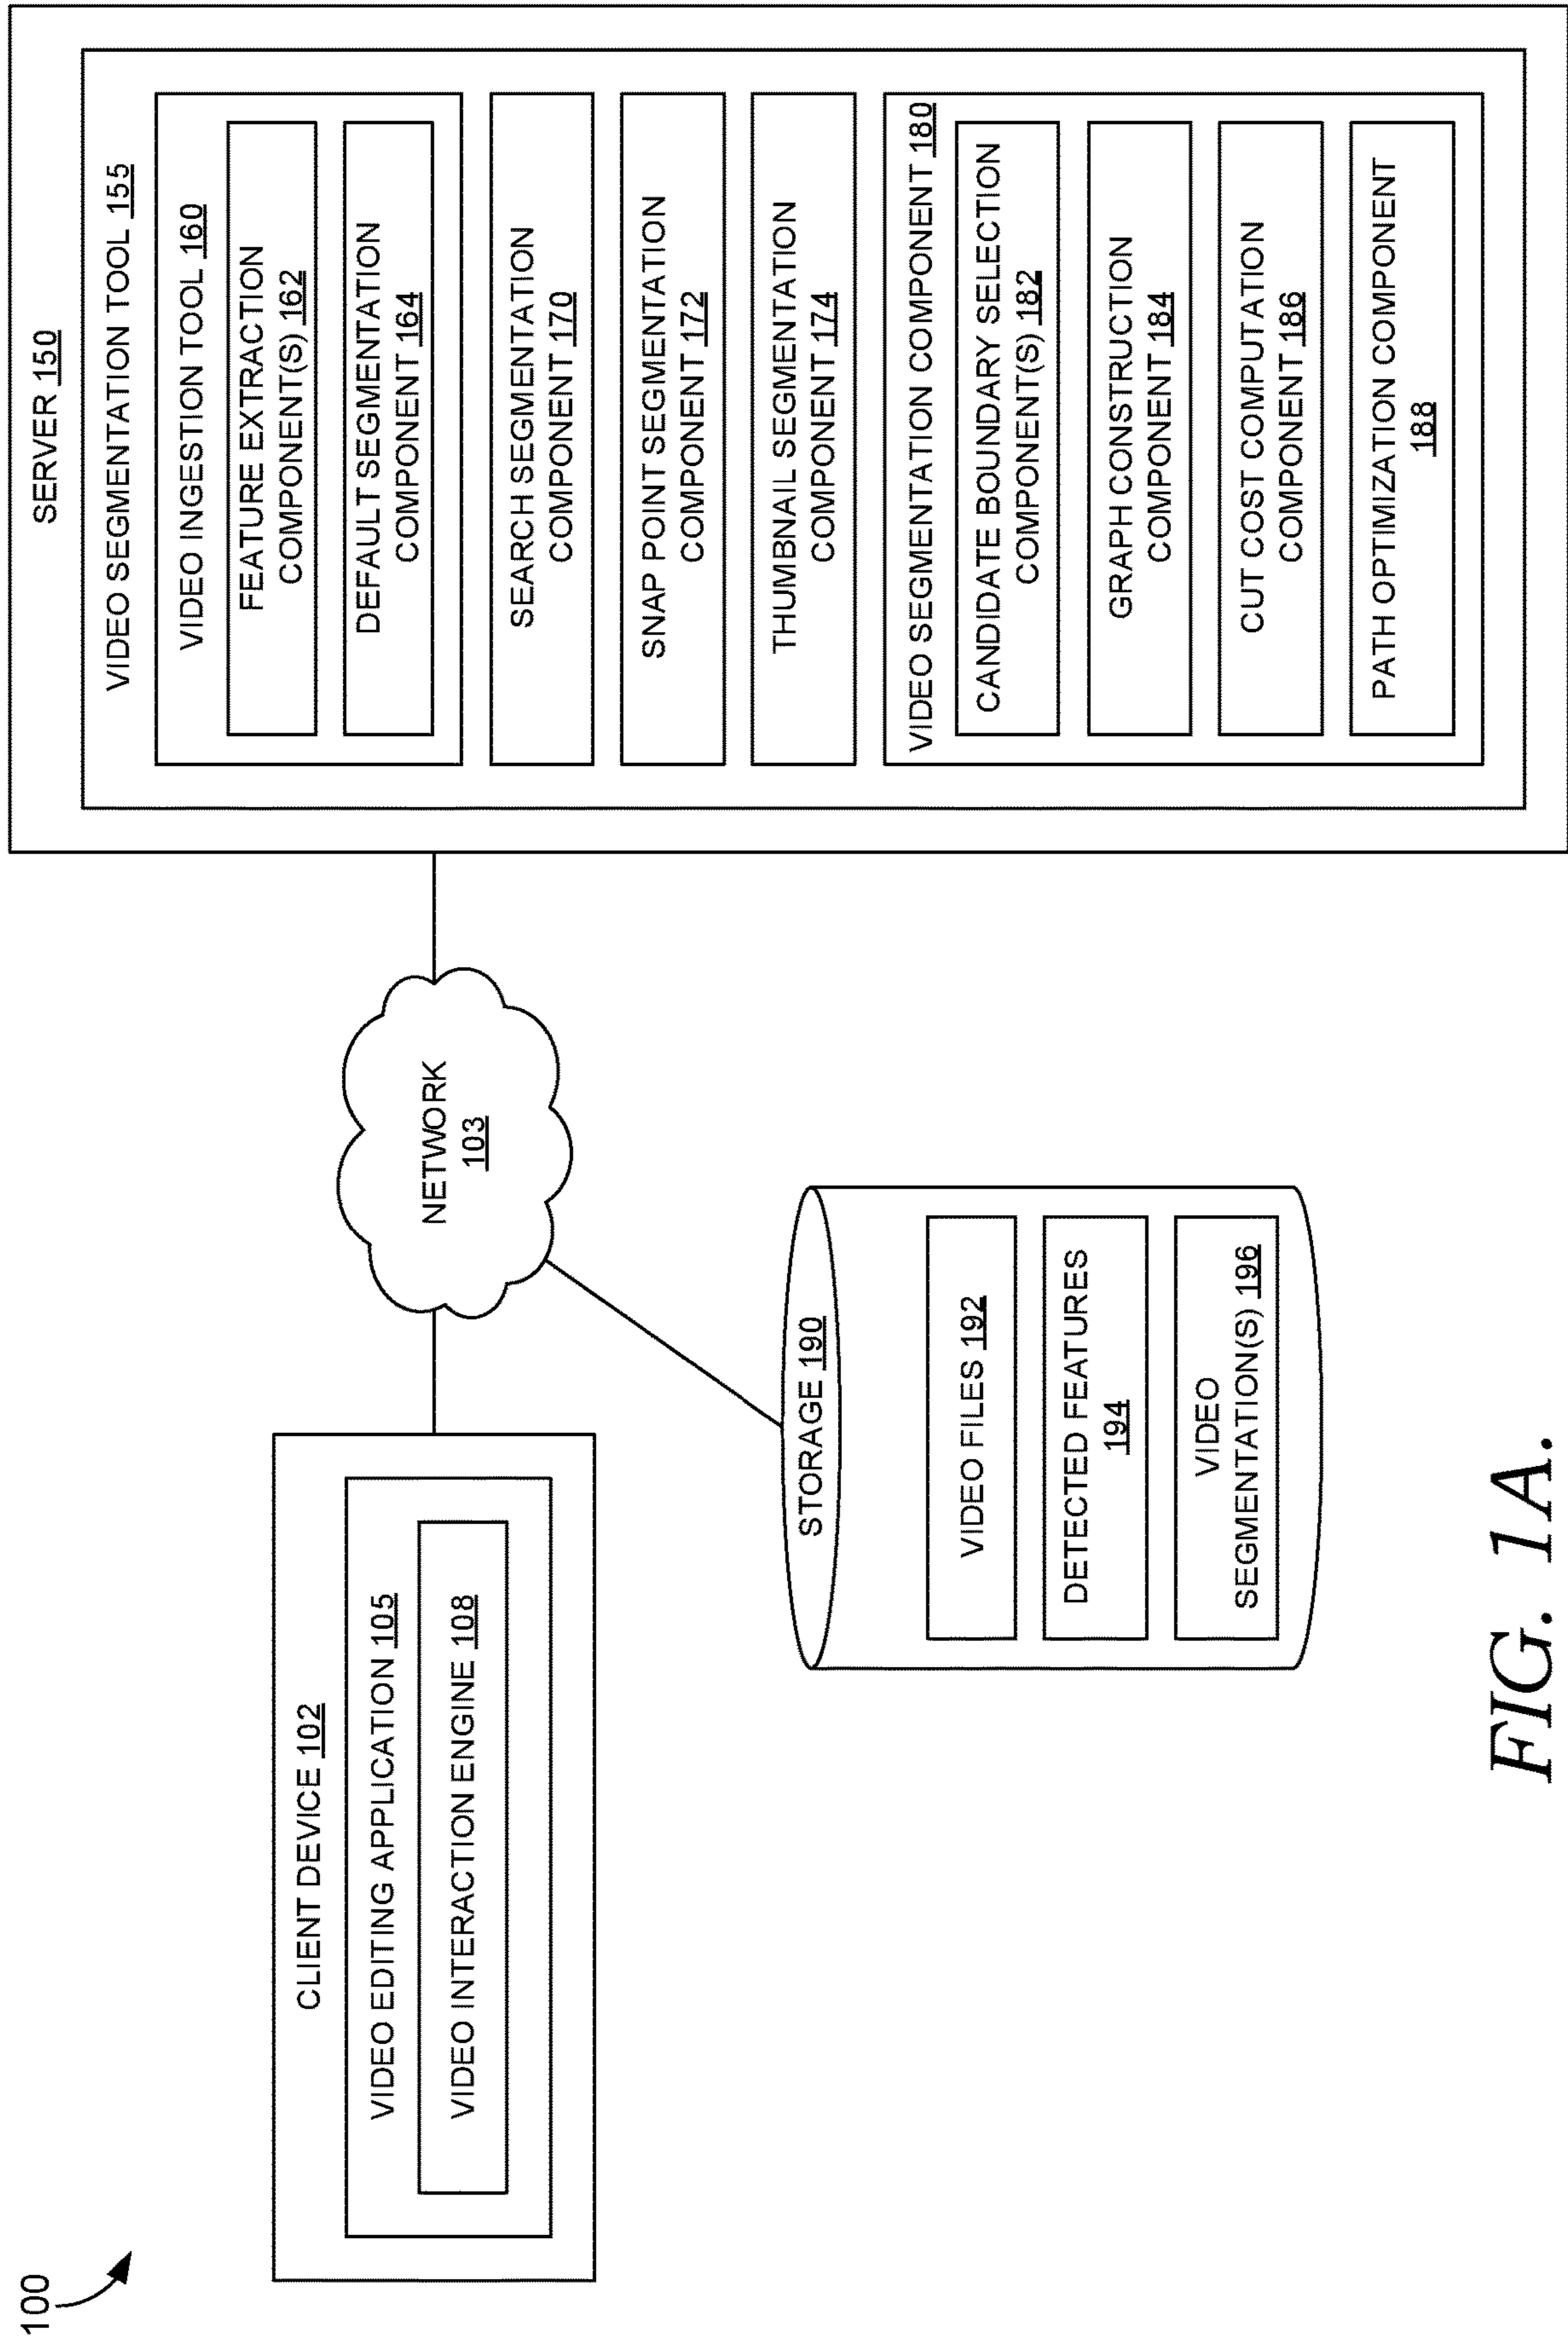 100
CLIENT DEVICE 102
VIDEO EDITING APPLICATION 105
VIDEO INTERACTION ENGINE 108
NETWORK
103
STORAGE 190
VIDEO FILES 192
DETECTED FEATURES
194
VIDEO
SEGMENTATION(S) 196
SERVER 150
VIDEO SEGMENTATION TOOL 155
VIDEO INGESTION TOOL 160
FEATURE EXTRACTION
COMPONENT(S) 162
DEFAULT SEGMENTATION
COMPONENT 164
SEARCH SEGMENTATION
COMPONENT 170
SNAP POINT SEGMENTATION
COMPONENT 172
THUMBNAIL SEGMENTATION
COMPONENT 174
VIDEO SEGMENTATION COMPONENT 180
CANDIDATE BOUNDARY SELECTION
COMPONENT(S) 182
GRAPH CONSTRUCTION
COMPONENT 184
CUT COST COMPUTATION
COMPONENT 186
PATH OPTIMIZATION COMPONENT
188
FIG. 1A.